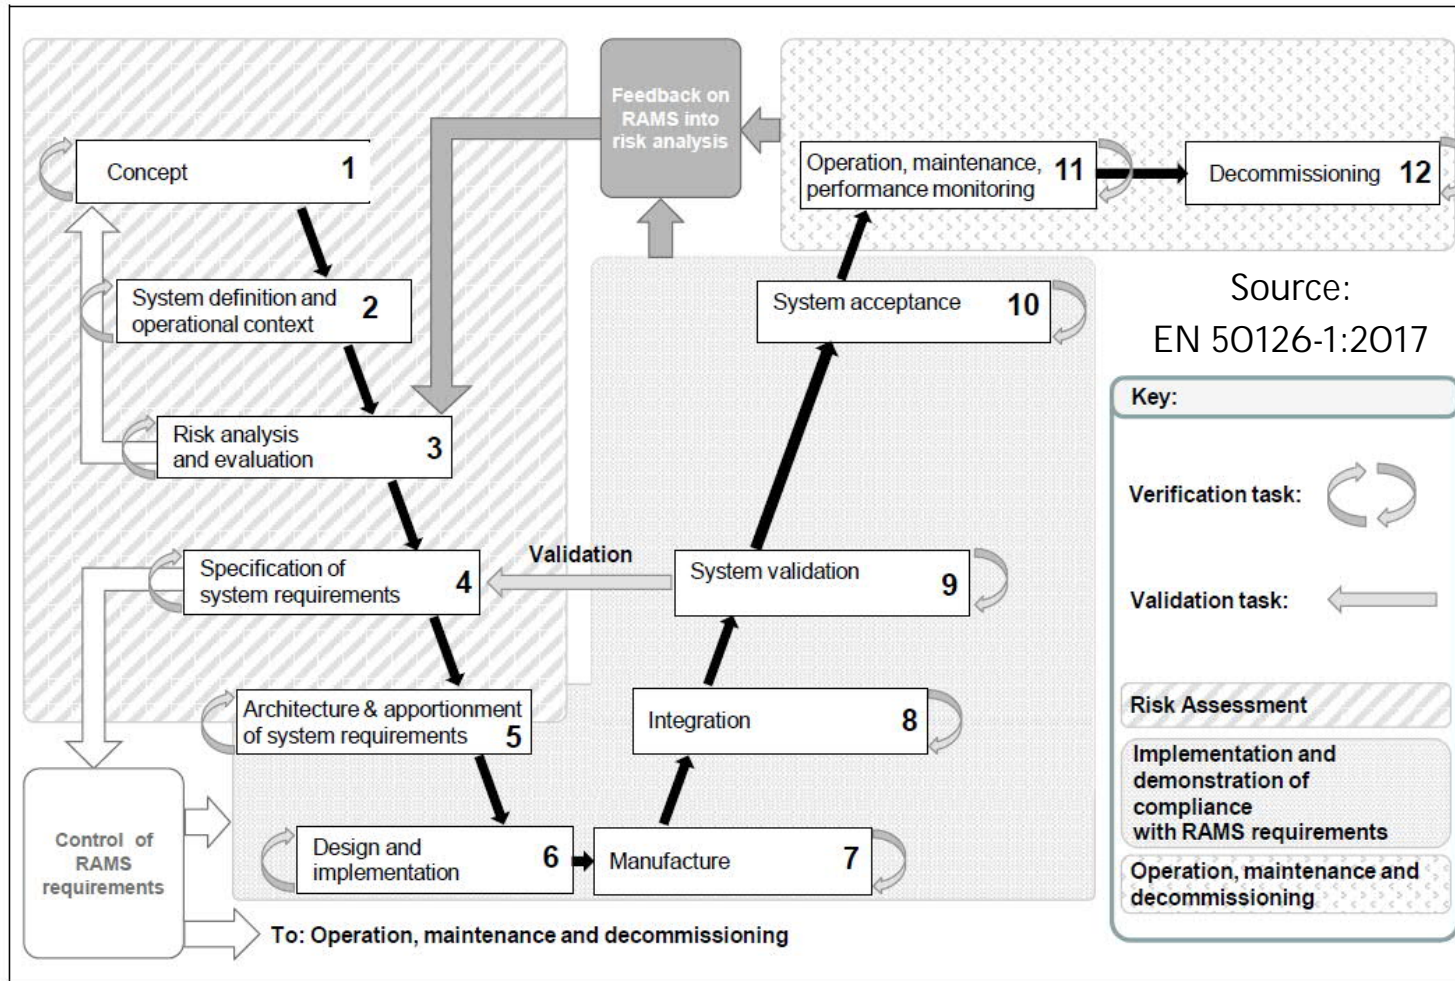 Feedback on
RAMS into
risk analysis
Concept
1
Operation, maintenance,
performance monitoring
11
Decommissioning
12
System definition and
operational context
2
System acceptance
10
Source:
EN 50126-1:2017
Key:
Risk analysis
and evaluation
3
Verification task:
Validation
Specification of
system requirements
4
System validation
9
Validation task:
Architecture & apportionment
of system requirements
5
Integration
8
Risk Assessment
Implementation and
demonstration of
compliance
with RAMS requirements
Control of
RAMS
requirements
Design and
implementation
6
Manufacture
7
Operation, maintenance and
decommissioning
To: Operation, maintenance and decommissioning